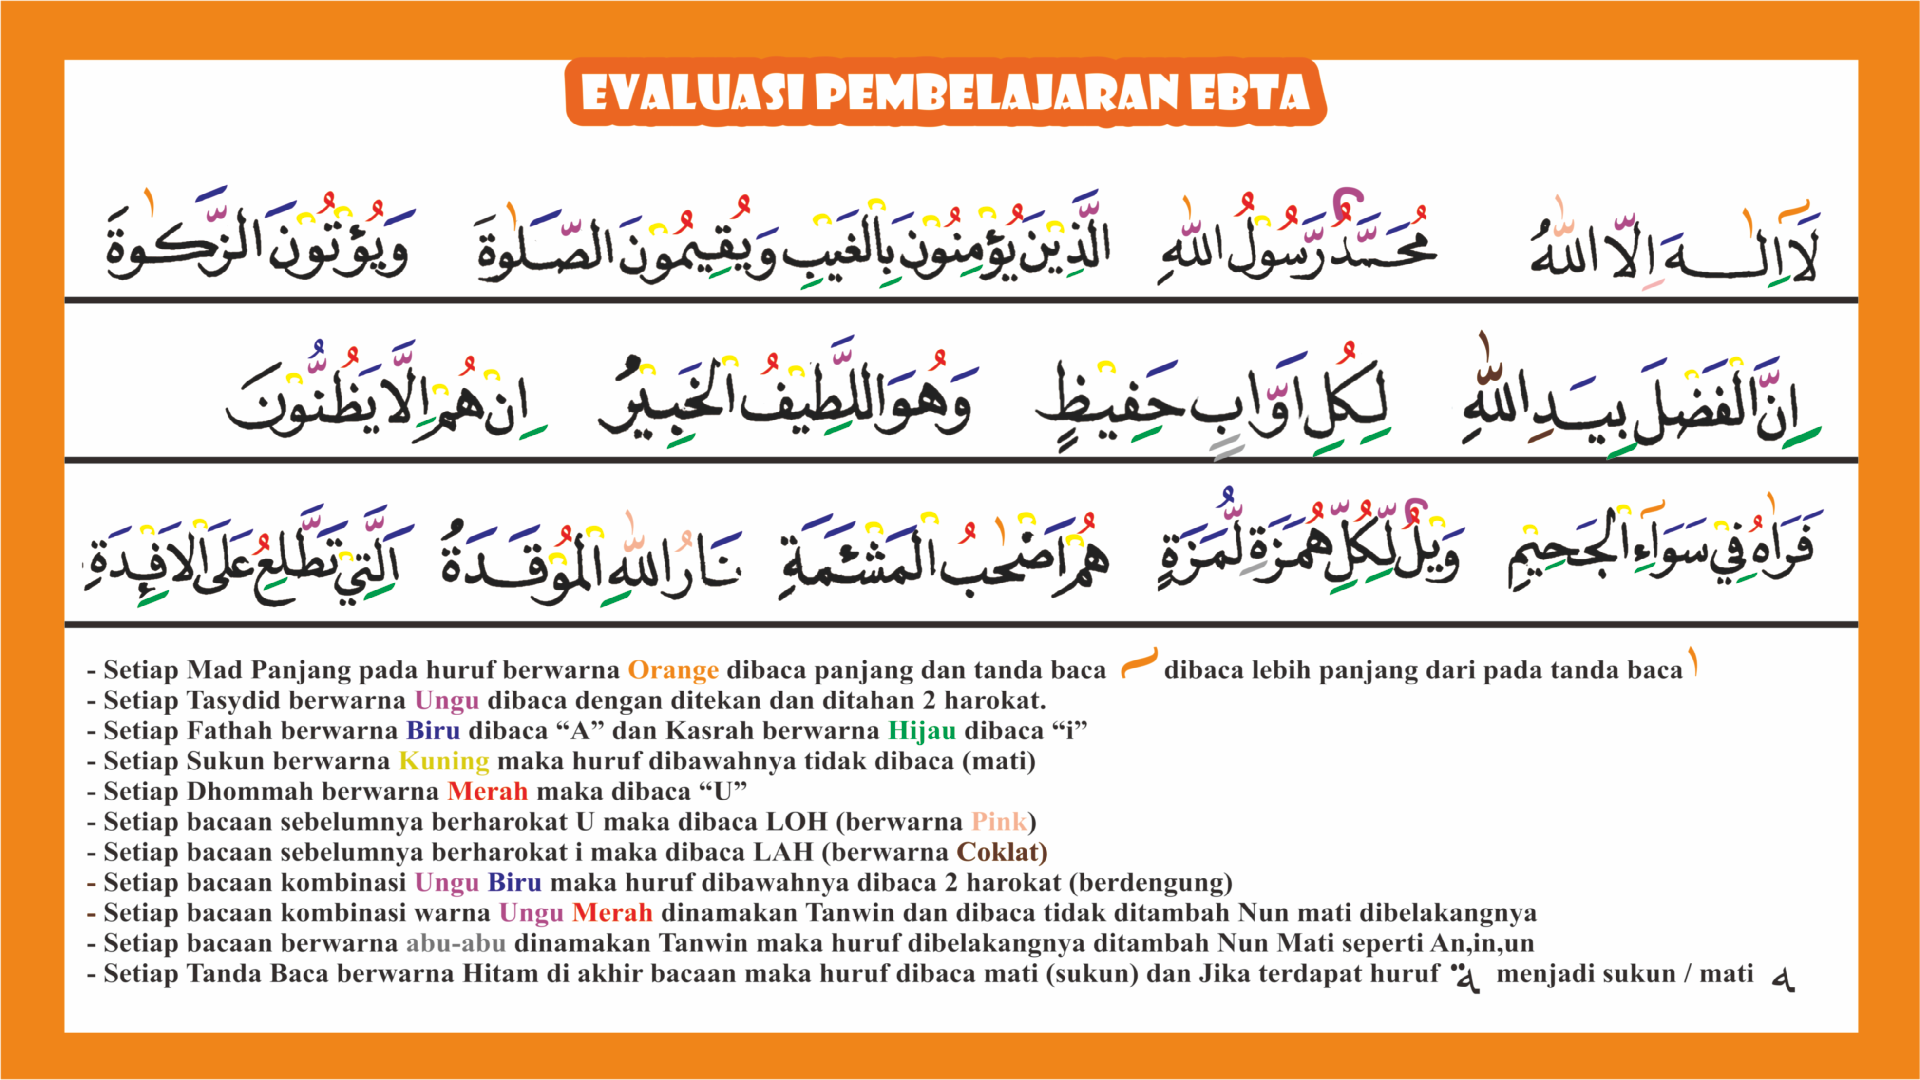 EVALUASI PEMBELAJARAN EBTA
لَآ اِلٰهَ اِلَّا اللّٰهُ مُحَمَّدٌ رَّسُوْلُ اللّٰهِ الَّذِيْنَ يُؤْمِنُوْنَ بِالْغَيْبِ وَيُقِيْمُوْنَ الصَّلٰوةَ وَيُؤْتُوْنَ الزَّكٰوةَ
اِنَّ الْفَضْلَ بِيَدِ اللّٰهِ لِكُلِّ اَوَّابٍ حَفِيْظٍ وَهُوَ اللَّطِيْفُ الْخَبِيْرُ اِنْ هُمْ اِلَّا يَظُنُّوْنَ
فَرَاٰهُ فِيْ سَوَآءِ الْجَحِيْمِ وَيْلٌ لِّكُلِّ هُمَزَةٍ لُّمَزَةٍ هُمْ اَصْحٰبُ الْمَشْئَمَةِ نَارُ اللّٰهِ الْمُوْقَدَةُ الَّتِيْ تَطَّلِعُ عَلَى الْاَفْئِدَةِ
- Setiap Mad Panjang pada huruf berwarna Orange dibaca panjang dan tanda baca ~ dibaca lebih panjang dari pada tanda baca ا
- Setiap Tasydid berwarna Ungu dibaca dengan ditekan dan ditahan 2 harokat.
- Setiap Fathah berwarna Biru dibaca “A” dan Kasrah berwarna Hijau dibaca “i”
- Setiap Sukun berwarna Kuning maka huruf dibawahnya tidak dibaca (mati)
- Setiap Dhommah berwarna Merah maka dibaca “U”
- Setiap bacaan sebelumnya berharokat U maka dibaca LOH (berwarna Pink)
- Setiap bacaan sebelumnya berharokat i maka dibaca LAH (berwarna Coklat)
- Setiap bacaan kombinasi Ungu Biru maka huruf dibawahnya dibaca 2 harokat (berdengung)
- Setiap bacaan kombinasi warna Ungu Merah dinamakan Tanwin dan dibaca tidak ditambah Nun mati dibelakangnya
- Setiap bacaan berwarna abu-abu dinamakan Tanwin maka huruf dibelakangnya ditambah Nun Mati seperti An,in,un
- Setiap Tanda Baca berwarna Hitam di akhir bacaan maka huruf dibaca mati (sukun) dan Jika terdapat huruf ة menjadi sukun / mati ه